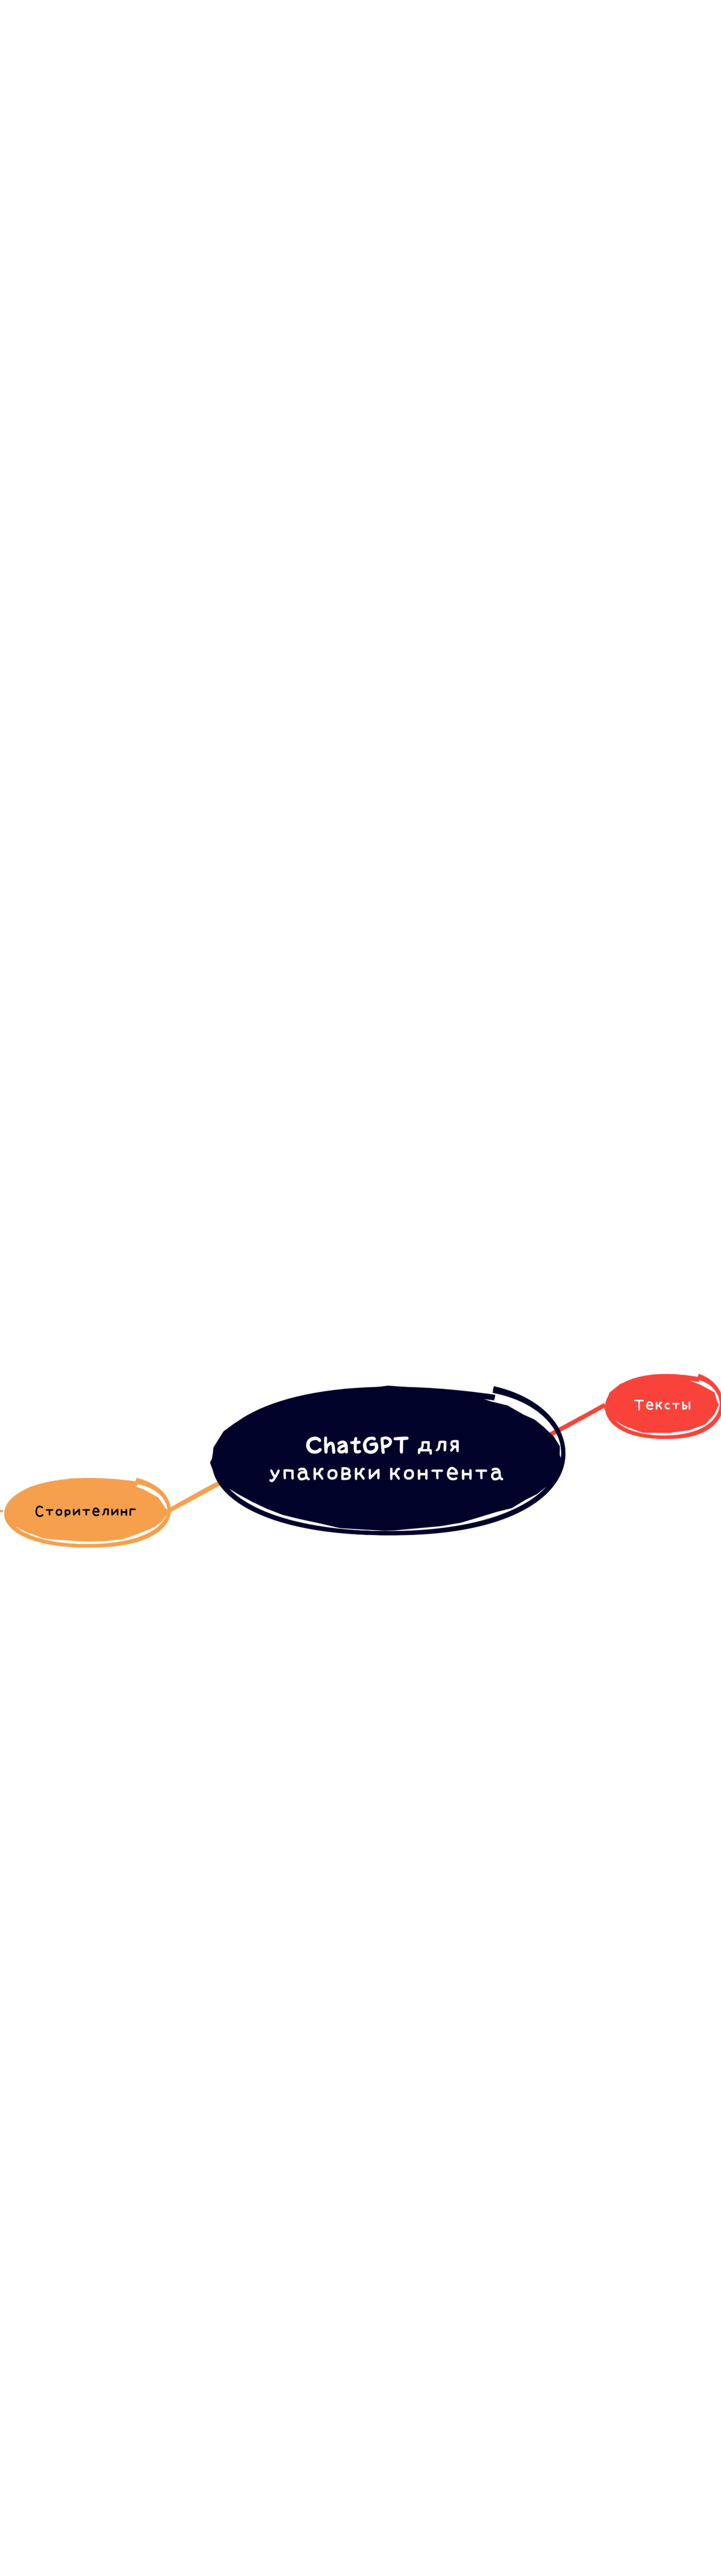 Тексты
ChatGPT для
упаковки контента
Сторителинг